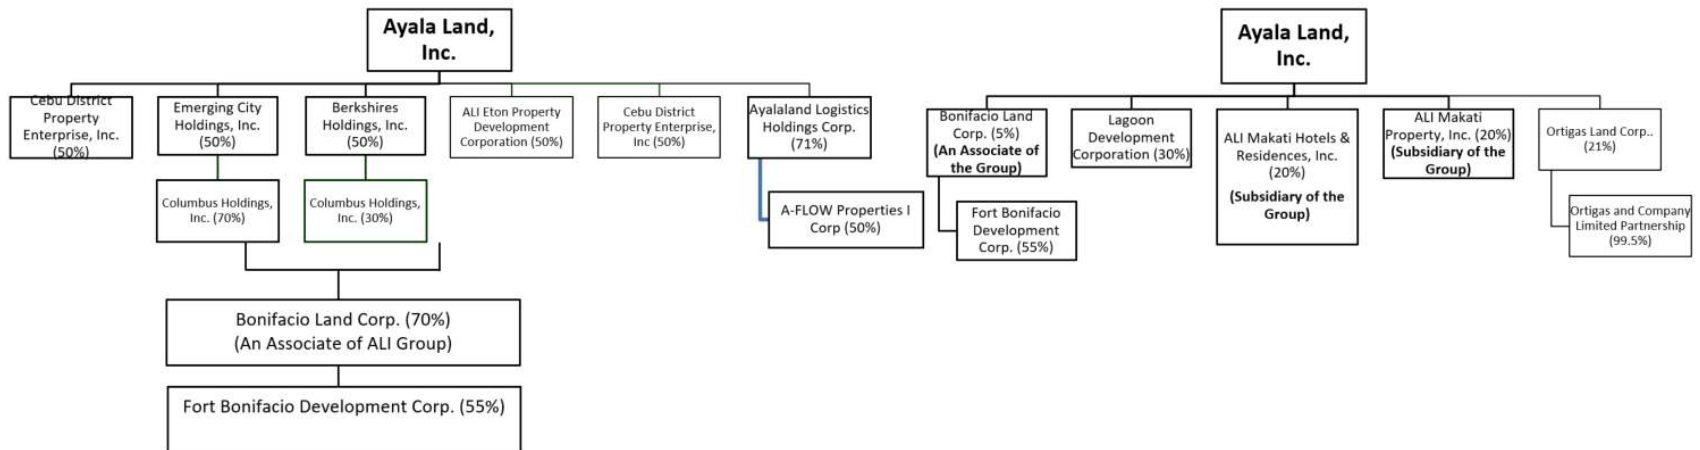 Ayala Land,
Inc.
Cebu District
Property
Enterprise, Inc.
(50%)
Emerging City
Holdings, Inc.
(50%)
Berkshires
Holdings, Inc.
(50%)
ALI Eton Property
Development
Corporation (50%)
Cebu District
Property Enterprise,
Inc (50%)
Ayalaland Logistics
Holdings Corp.
(71%)
Columbus Holdings,
Inc. (70%)
Columbus Holdings,
Inc. (30%)
A-FLOW Properties I
Corp (50%)
Bonifacio Land Corp. (70%)
(An Associate of ALI Group)
Fort Bonifacio Development Corp. (55%)
Ayala Land,
Inc.
Bonifacio Land
Corp. (5%)
(An Associate of
the Group)
Lagoon
Development
Corporation (30%)
ALI Makati Hotels &
Residences, Inc.
(20%)
(Subsidiary of the
Group)
ALI Makati
Property, Inc. (20%)
(Subsidiary of the
Group)
Ortigas Land Corp..
(21%)
Fort Bonifacio
Development
Corp. (55%)
Ortigas and Company
Limited Partnership
(99.5%)